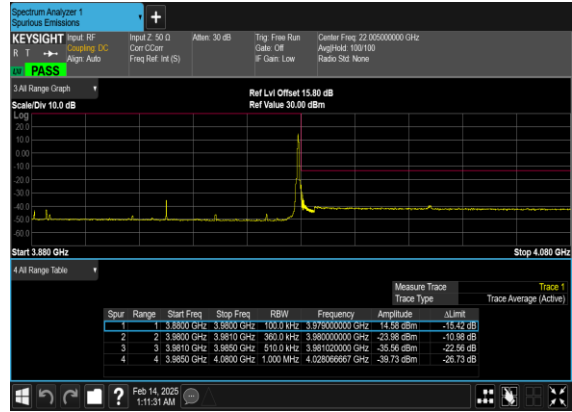 Spectrum Analyzer 1
Spurious Emissions
KEYSIGHT Input: RF Input Z: 50 Ω Atten: 30 dB Trig: Free Run Center Freq: 22.005000000 GHz
R T Coupling: DC Corr CCorr Gate: Off Avg|Hold: 100/100
Align: Auto Freq Ref: Int (S) IF Gain: Low Radio Std: None
PASS
3 All Range Graph
Ref Lvl Offset 15.80 dB
Scale/Div 10.0 dB Ref Value 30.00 dBm
Log
20.0
10.0
0.00
-10.0
-20.0
-30.0
-40.0
-50.0
-60.0
Start 3.880 GHz Stop 4.080 GHz
4 All Range Table
Measure Trace Trace 1
Trace Type Trace Average (Active)
Spur Range Start Freq Stop Freq RBW Frequency Amplitude ΔLimit
1 1 3.8800 GHz 3.9800 GHz 100.0 kHz 3.979000000 GHz 14.58 dBm -15.42 dB
2 2 3.9800 GHz 3.9810 GHz 360.0 kHz 3.980000000 GHz -23.98 dBm -10.98 dB
3 3 3.9810 GHz 3.9850 GHz 510.0 kHz 3.981020000 GHz -35.56 dBm -22.56 dB
4 4 3.9850 GHz 4.0800 GHz 1.000 MHz 4.028066667 GHz -39.73 dBm -26.73 dB
Feb 14, 2025
1:11:31 AM